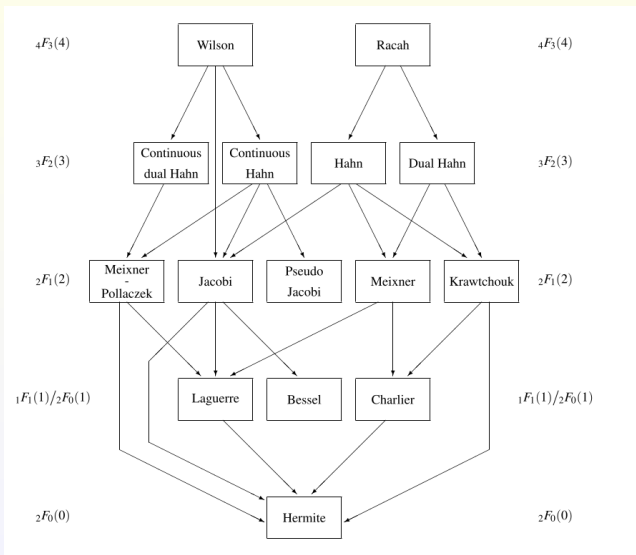 ₄F₃(4) Wilson Racah ₄F₃(4)
Continuous Continuous
₃F₂(3) Hahn Dual Hahn ₃F₂(3)
dual Hahn Hahn
Meixner Pseudo
₂F₁(2) - Jacobi Meixner Krawtchouk ₂F₁(2)
Pollaczek Jacobi
₁F₁(1)/₂F₀(1) Laguerre Bessel Charlier ₁F₁(1)/₂F₀(1)
₂F₀(0) Hermite ₂F₀(0)